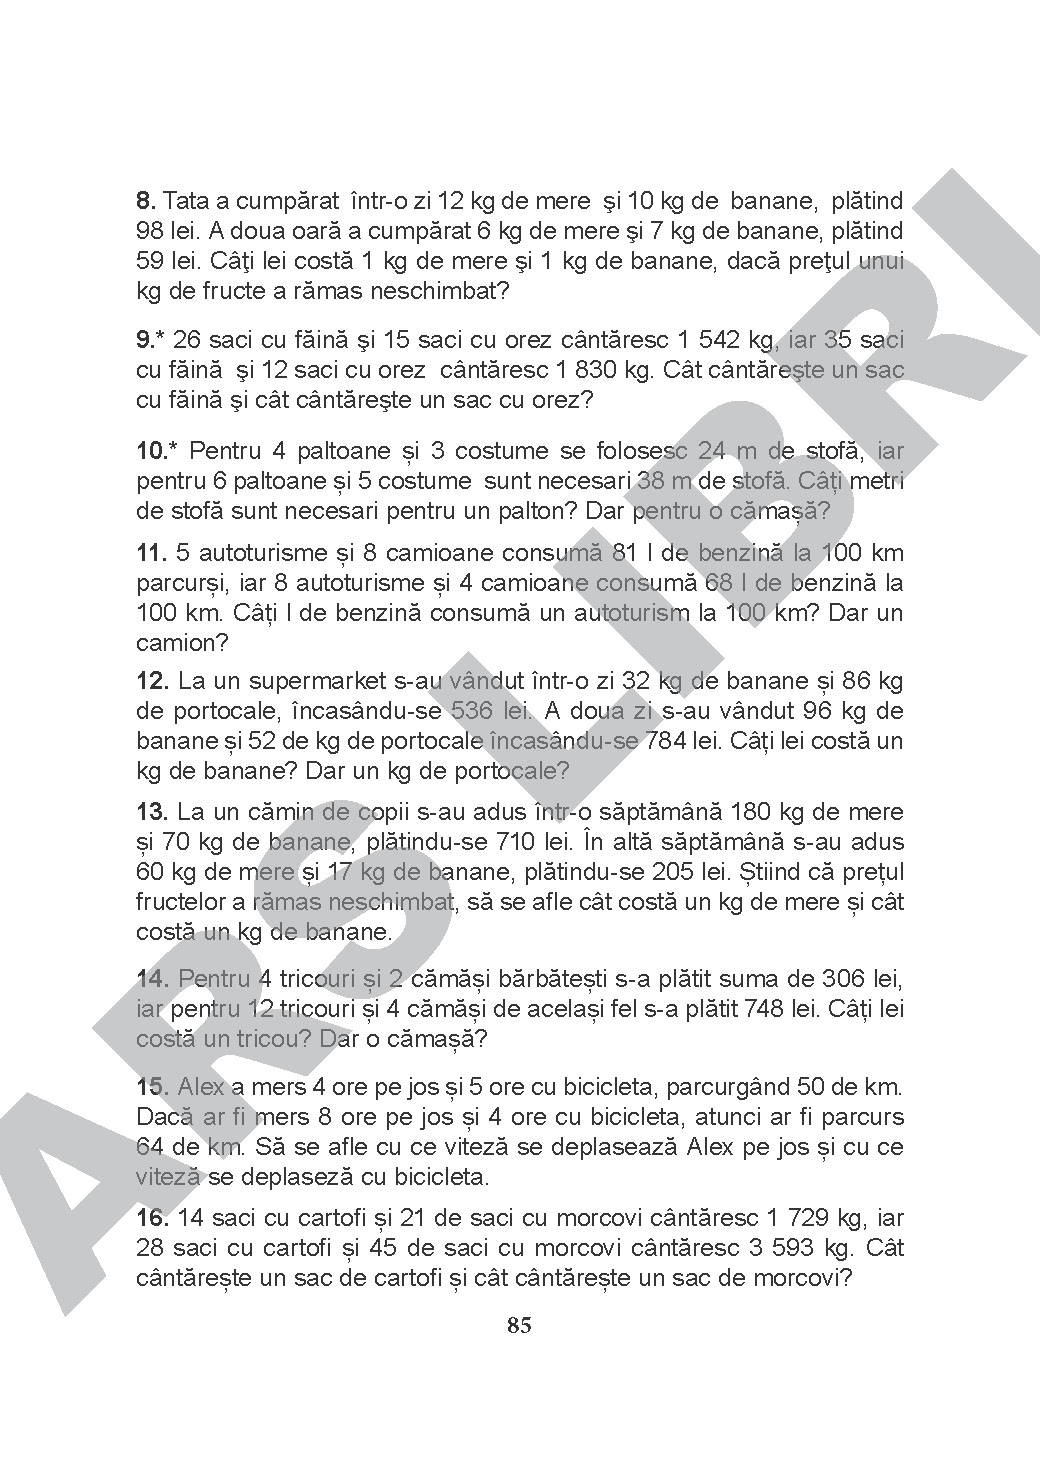 8. Tata a cumpărat într-o zi 12 kg de mere şi 10 kg de banane, plătind
98 lei. A doua oară a cumpărat 6 kg de mere şi 7 kg de banane, plătind
59 lei. Câţi lei costă 1 kg de mere şi 1 kg de banane, dacă preţul unui
kg de fructe a rămas neschimbat?
9.* 26 saci cu făină şi 15 saci cu orez cântăresc 1 542 kg, iar 35 saci
cu făină şi 12 saci cu orez cântăresc 1 830 kg. Cât cântăreşte un sac
cu făină şi cât cântăreşte un sac cu orez?
10.* Pentru 4 paltoane și 3 costume se folosesc 24 m de stofă, iar
pentru 6 paltoane și 5 costume sunt necesari 38 m de stofă. Câți metri
de stofă sunt necesari pentru un palton? Dar pentru o cămașă?
11. 5 autoturisme și 8 camioane consumă 81 l de benzină la 100 km
parcurși, iar 8 autoturisme și 4 camioane consumă 68 l de benzină la
100 km. Câți l de benzină consumă un autoturism la 100 km? Dar un
camion?
12. La un supermarket s-au vândut într-o zi 32 kg de banane și 86 kg
de portocale, încasându-se 536 lei. A doua zi s-au vândut 96 kg de
banane și 52 de kg de portocale încasându-se 784 lei. Câți lei costă un
kg de banane? Dar un kg de portocale?
13. La un cămin de copii s-au adus într-o săptămână 180 kg de mere
și 70 kg de banane, plătindu-se 710 lei. În altă săptămână s-au adus
60 kg de mere și 17 kg de banane, plătindu-se 205 lei. Știind că prețul
fructelor a rămas neschimbat, să se afle cât costă un kg de mere și cât
costă un kg de banane.
14. Pentru 4 tricouri și 2 cămăși bărbătești s-a plătit suma de 306 lei,
iar pentru 12 tricouri și 4 cămăși de același fel s-a plătit 748 lei. Câți lei
costă un tricou? Dar o cămașă?
15. Alex a mers 4 ore pe jos și 5 ore cu bicicleta, parcurgând 50 de km.
Dacă ar fi mers 8 ore pe jos și 4 ore cu bicicleta, atunci ar fi parcurs
64 de km. Să se afle cu ce viteză se deplasează Alex pe jos și cu ce
viteză se deplaseză cu bicicleta.
16. 14 saci cu cartofi și 21 de saci cu morcovi cântăresc 1 729 kg, iar
28 saci cu cartofi și 45 de saci cu morcovi cântăresc 3 593 kg. Cât
cântărește un sac de cartofi și cât cântărește un sac de morcovi?
85
ARS LIBRI